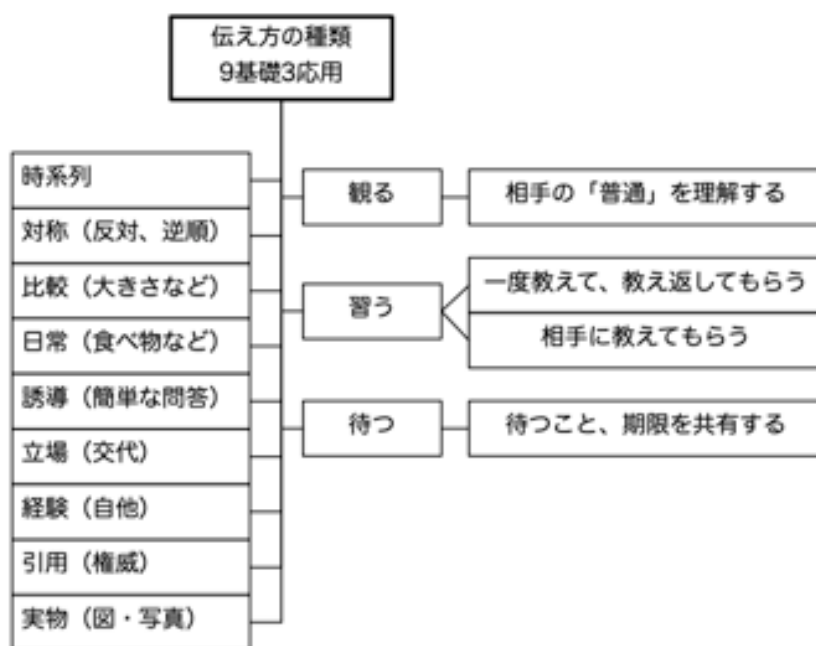 伝え方の種類
9基礎3応用
時系列
対称（反対、逆順）
比較（大きさなど）
日常（食べ物など）
誘導（簡単な問答）
立場（交代）
経験（自他）
引用（権威）
実物（図・写真）
観る
相手の「普通」を理解する
習う
一度教えて、教え返してもらう
相手に教えてもらう
待つ
待つこと、期限を共有する